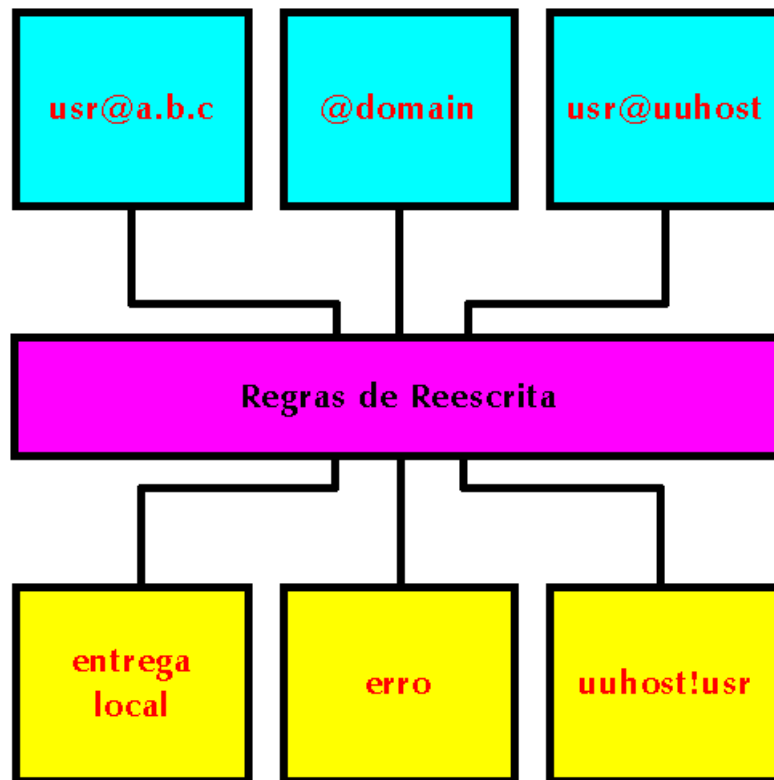 usr@a.b.c
@domain
usr@uuhost
Regras de Reescrita
entrega
local
erro
uuhost!usr